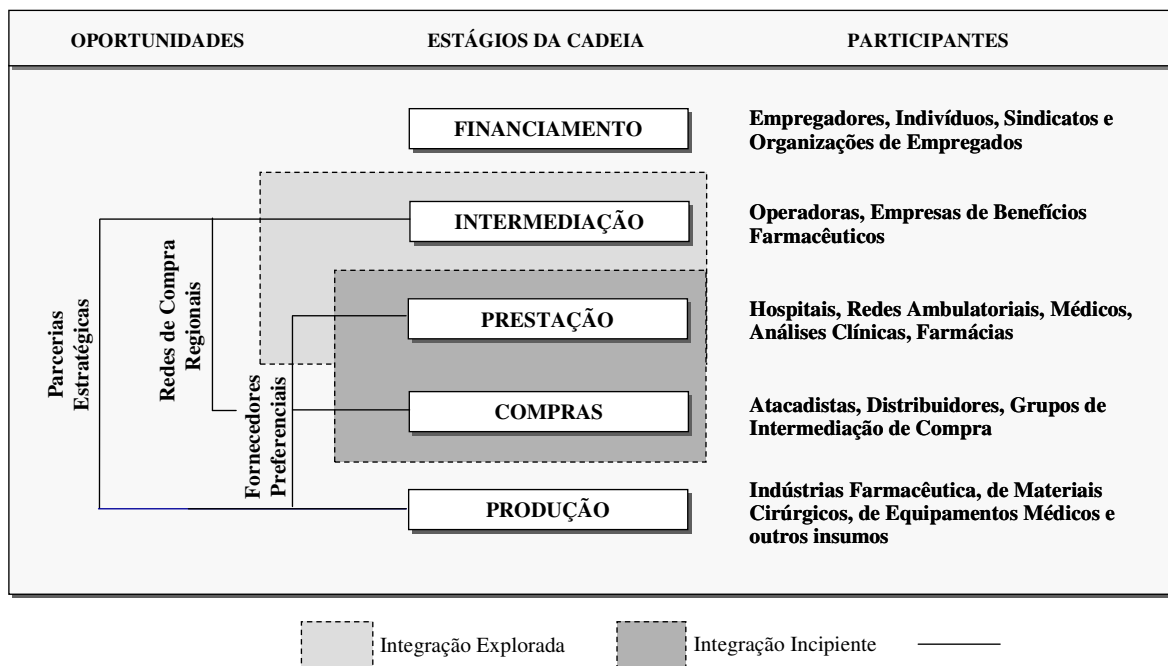 OPORTUNIDADES
ESTÁGIOS DA CADEIA
PARTICIPANTES
FINANCIAMENTO
Empregadores, Indivíduos, Sindicatos e
Organizações de Empregados
INTERMEDIAÇÃO
Operadoras, Empresas de Benefícios
Farmacêuticos
PRESTAÇÃO
Hospitais, Redes Ambulatoriais, Médicos,
Análises Clínicas, Farmácias
COMPRAS
Atacadistas, Distribuidores, Grupos de
Intermediação de Compra
PRODUÇÃO
Indústrias Farmacêutica, de Materiais
Cirúrgicos, de Equipamentos Médicos e
outros insumos
Parcerias
Estratégicas
Redes de Compra
Regionais
Fornecedores
Preferenciais
Integração Explorada
Integração Incipiente